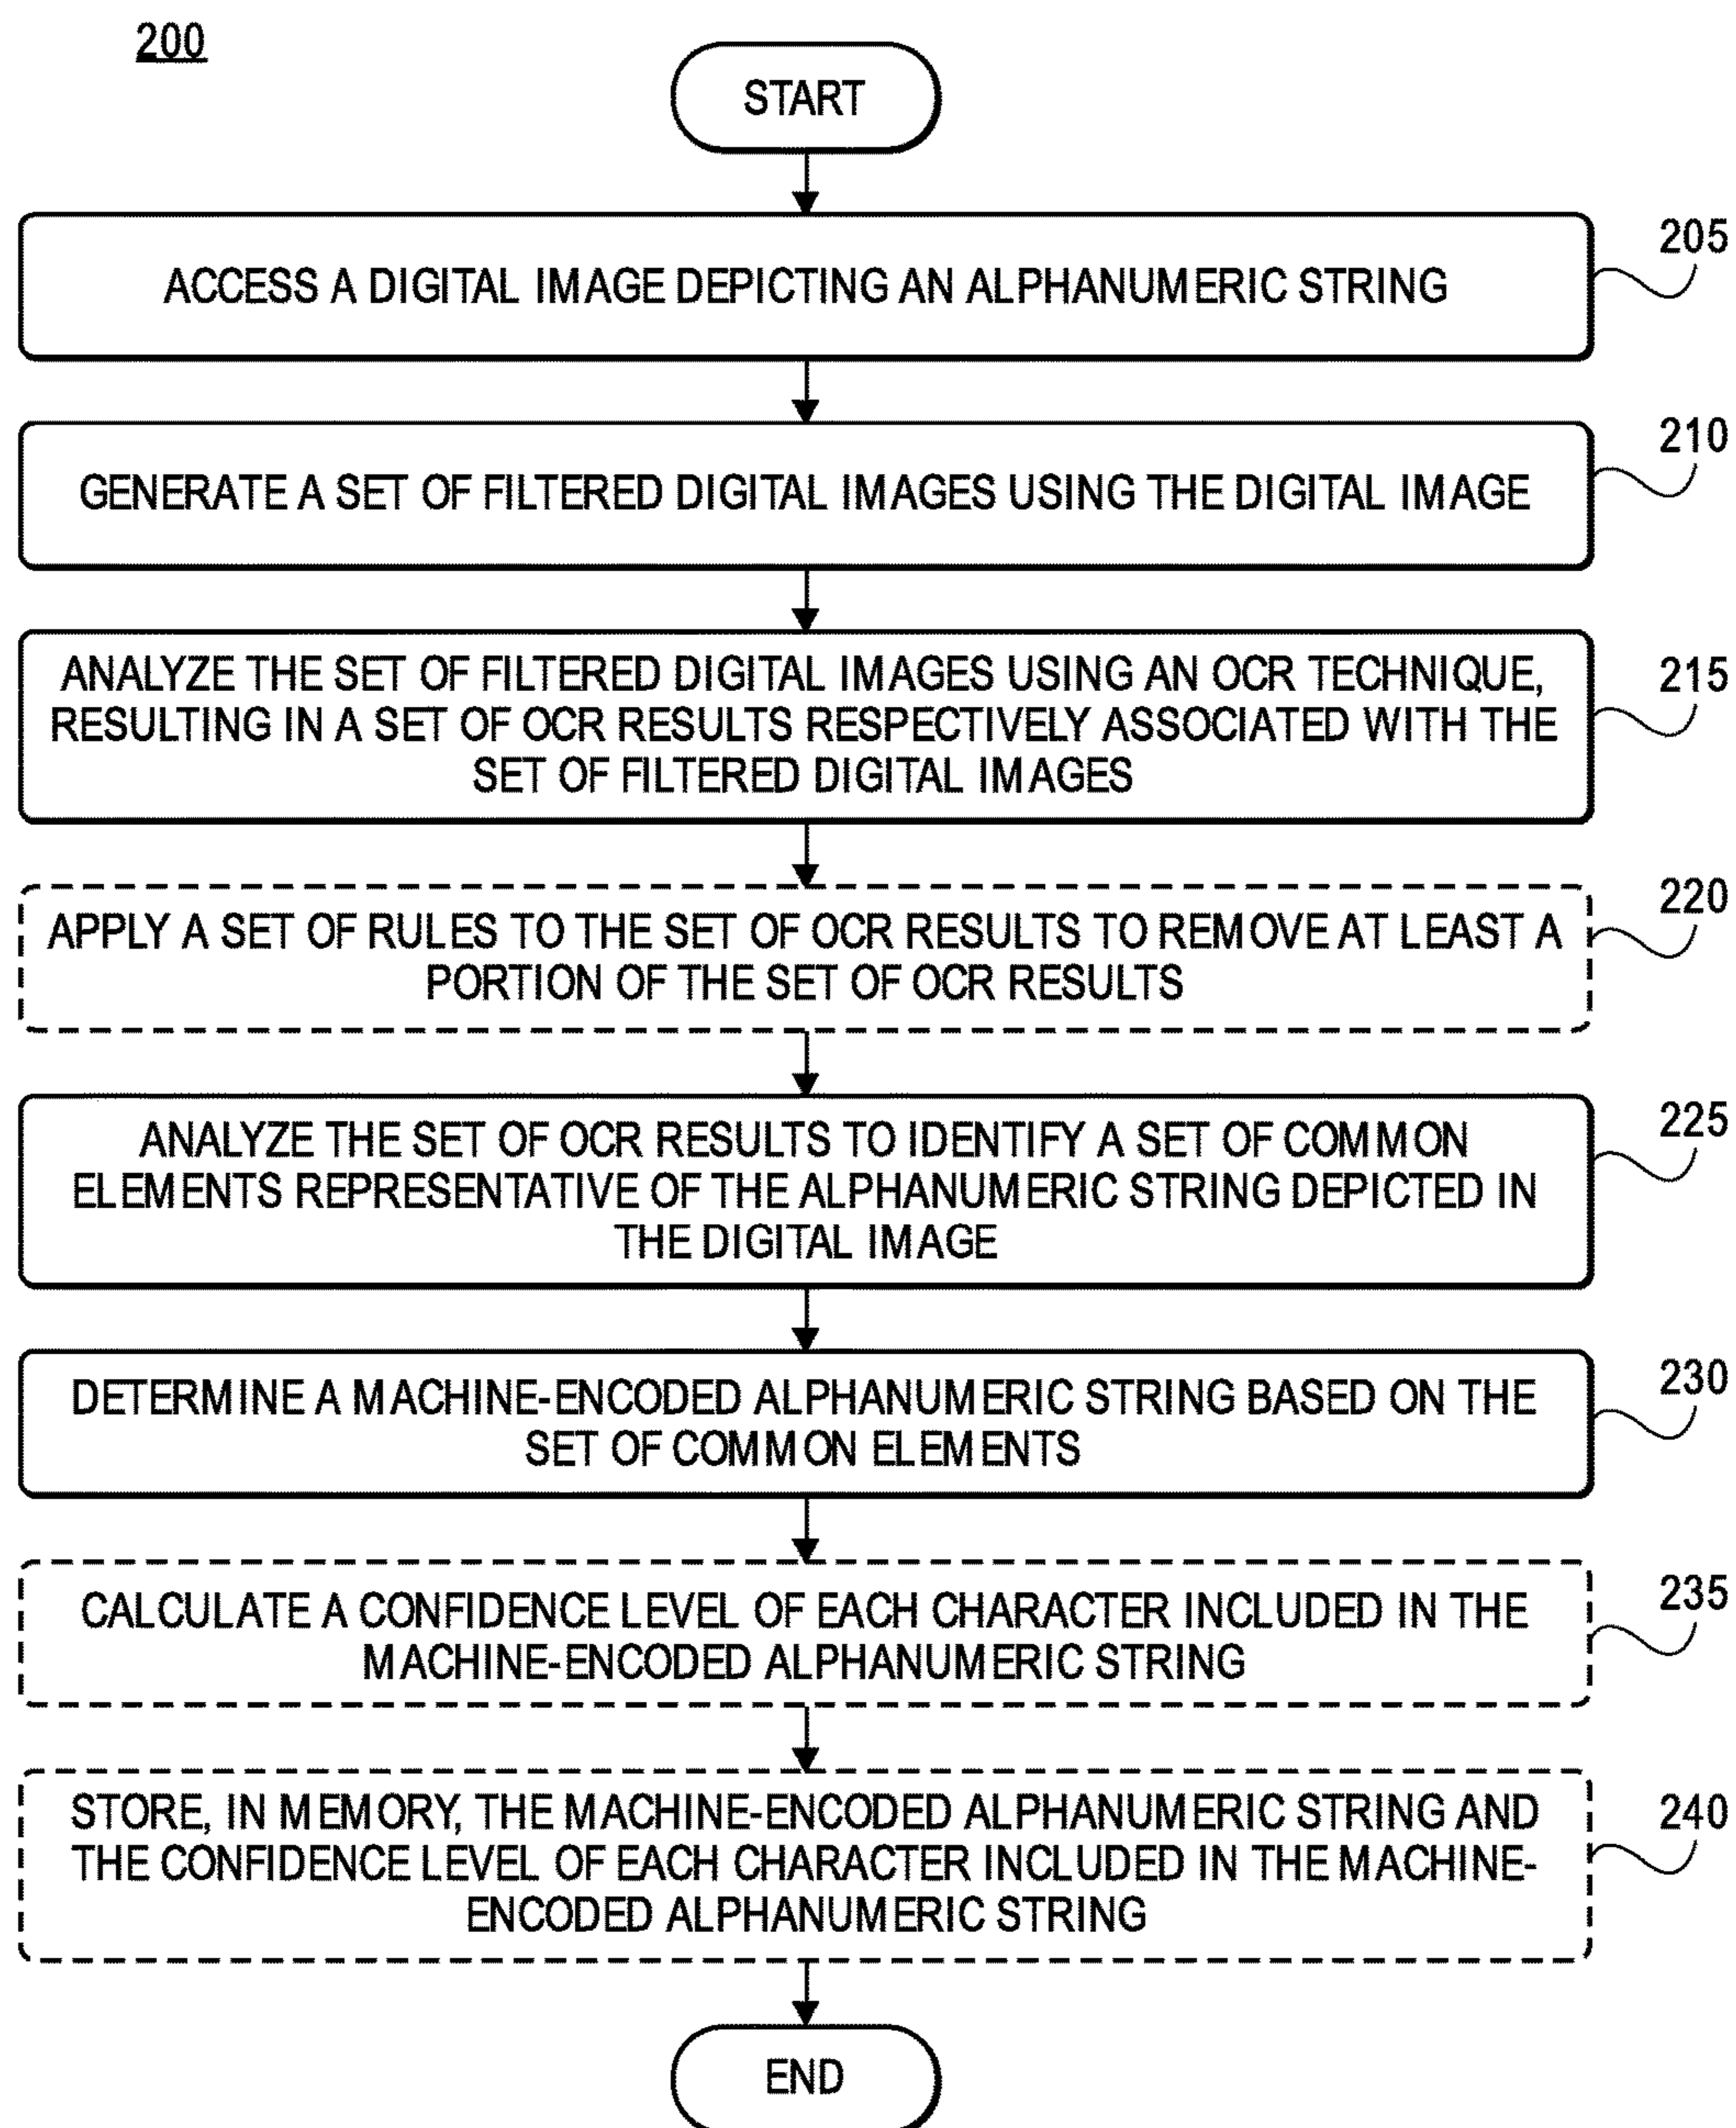 200
START
205
ACCESS A DIGITAL IMAGE DEPICTING AN ALPHANUMERIC STRING
210
GENERATE A SET OF FILTERED DIGITAL IMAGES USING THE DIGITAL IMAGE
215
ANALYZE THE SET OF FILTERED DIGITAL IMAGES USING AN OCR TECHNIQUE,
RESULTING IN A SET OF OCR RESULTS RESPECTIVELY ASSOCIATED WITH THE
SET OF FILTERED DIGITAL IMAGES
220
APPLY A SET OF RULES TO THE SET OF OCR RESULTS TO REMOVE AT LEAST A
PORTION OF THE SET OF OCR RESULTS
225
ANALYZE THE SET OF OCR RESULTS TO IDENTIFY A SET OF COMMON
ELEMENTS REPRESENTATIVE OF THE ALPHANUMERIC STRING DEPICTED IN
THE DIGITAL IMAGE
230
DETERMINE A MACHINE-ENCODED ALPHANUMERIC STRING BASED ON THE
SET OF COMMON ELEMENTS
235
CALCULATE A CONFIDENCE LEVEL OF EACH CHARACTER INCLUDED IN THE
MACHINE-ENCODED ALPHANUMERIC STRING
240
STORE, IN MEMORY, THE MACHINE-ENCODED ALPHANUMERIC STRING AND
THE CONFIDENCE LEVEL OF EACH CHARACTER INCLUDED IN THE MACHINE-
ENCODED ALPHANUMERIC STRING
END